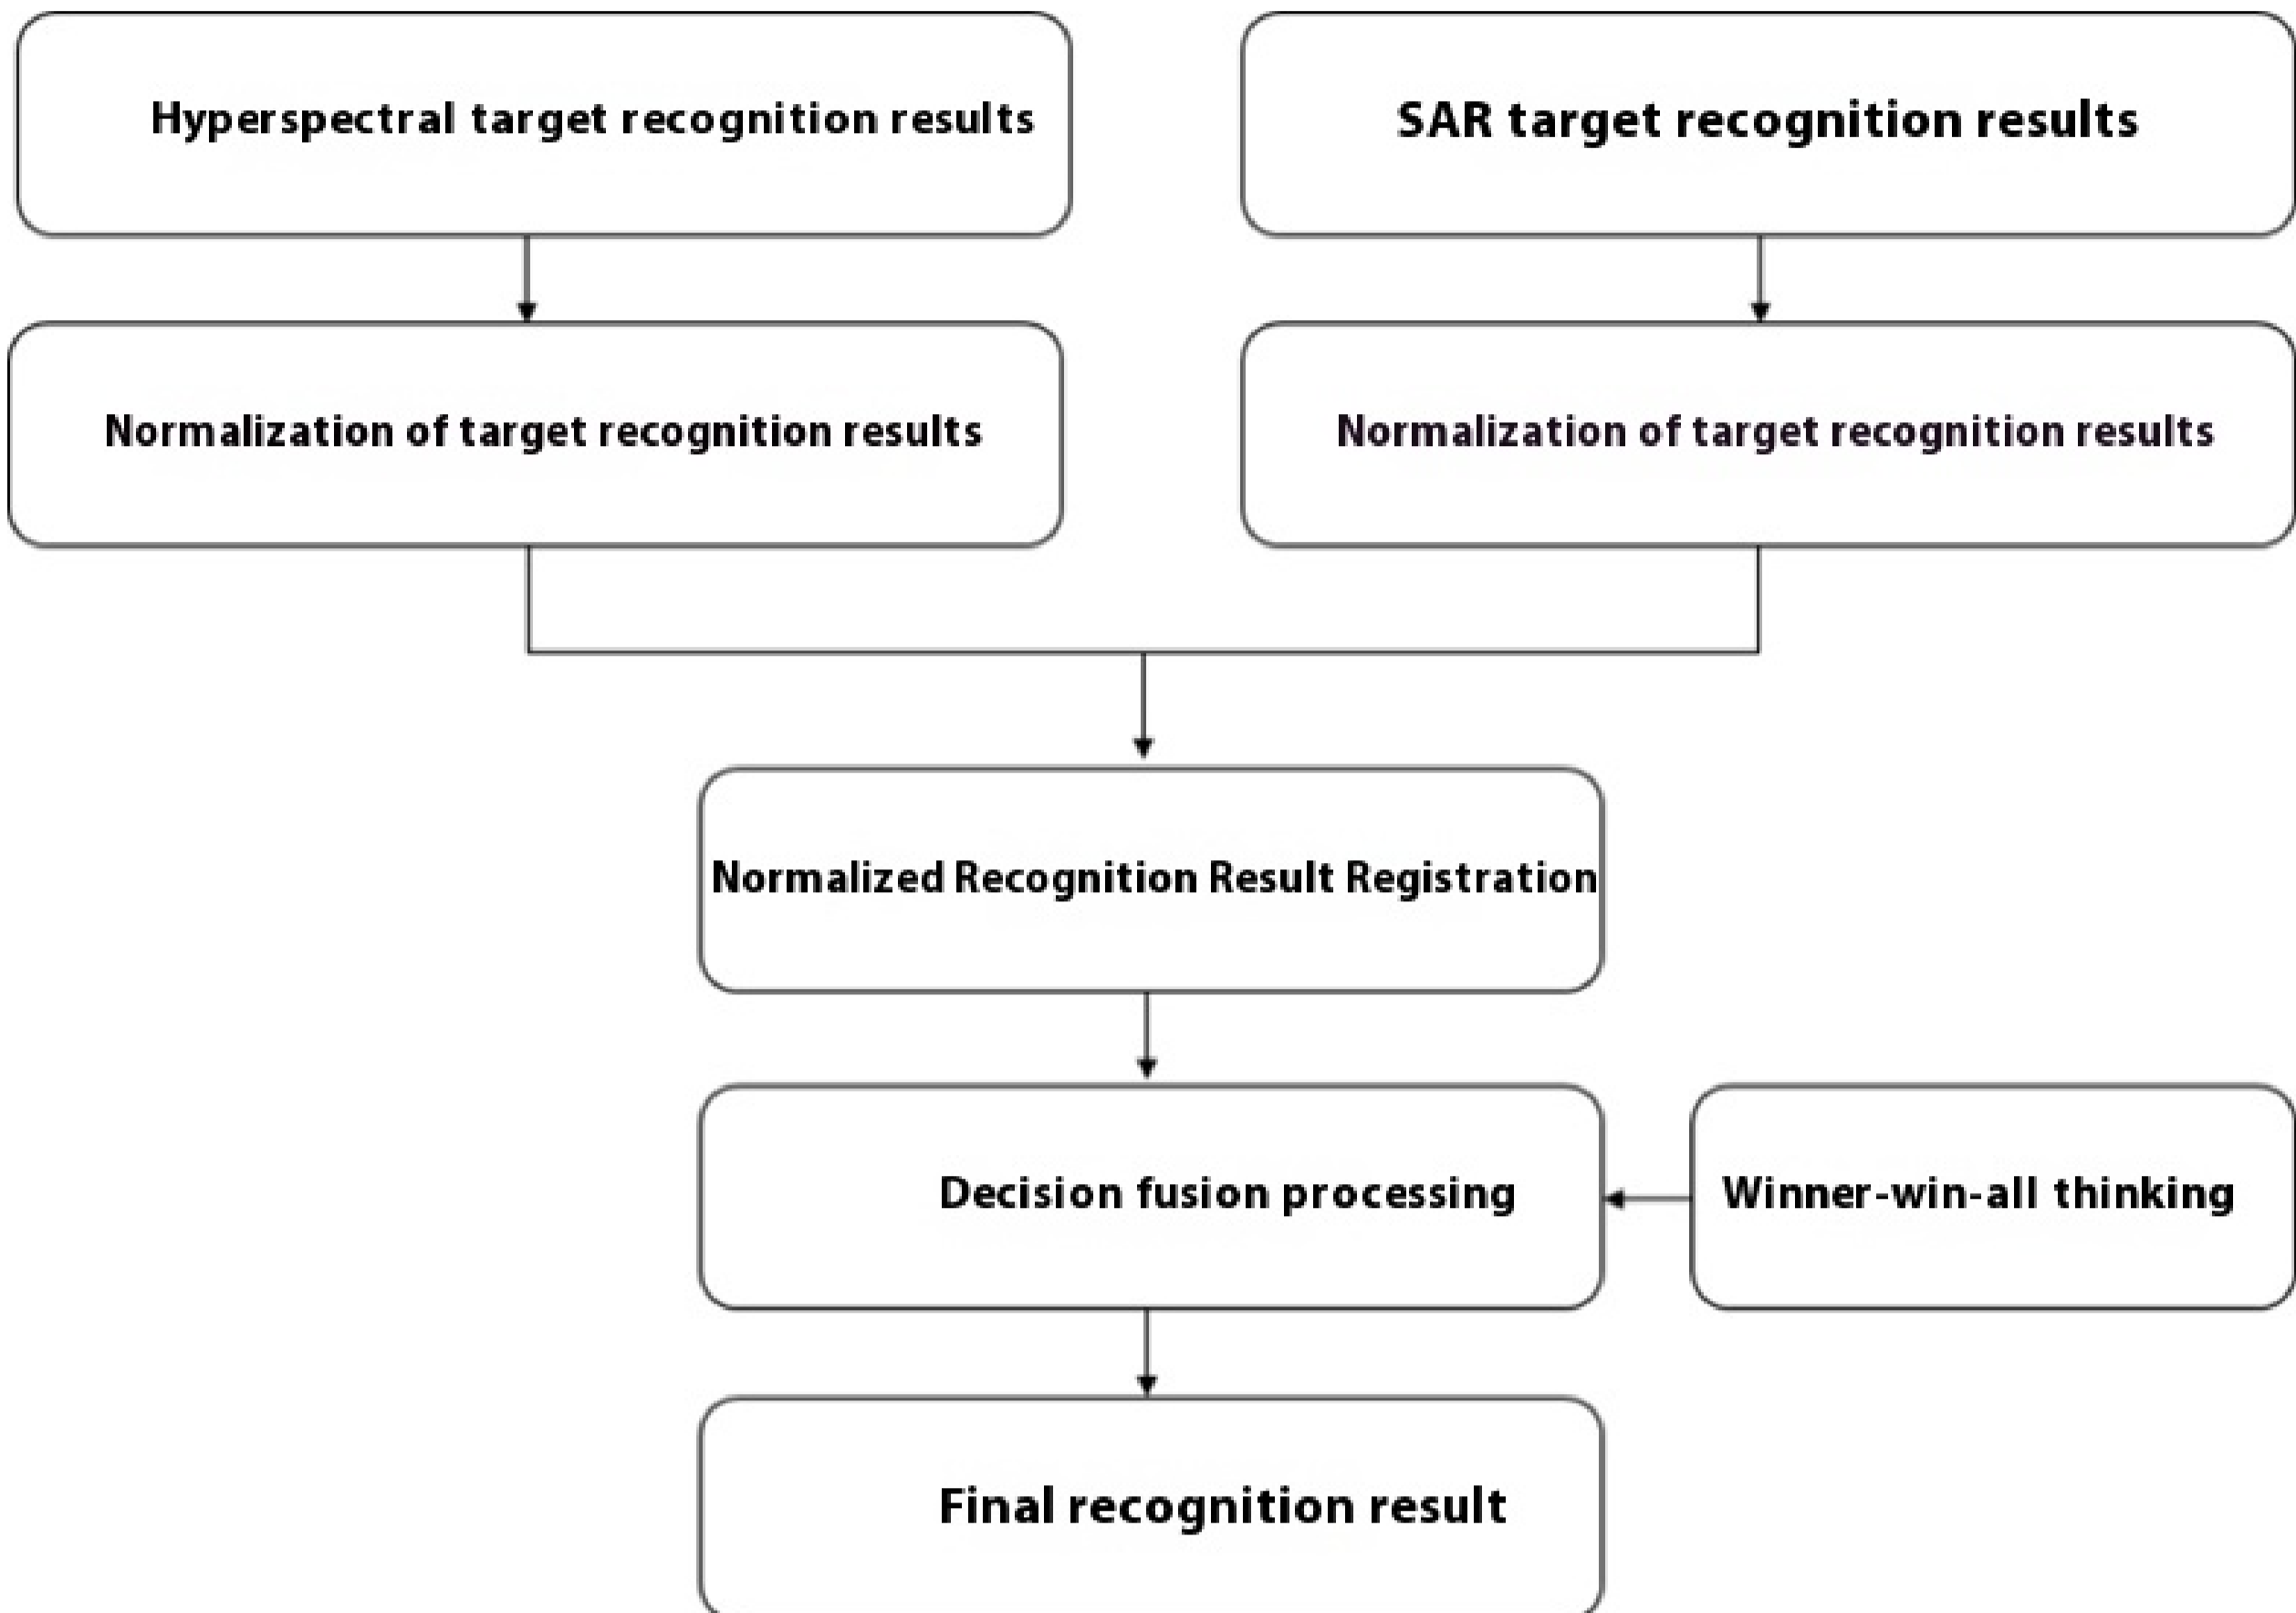 Hyperspectral target recognition results
SAR target recognition results
Normalization of target recognition results
Normalization of target recognition results
Normalized Recognition Result Registration
Decision fusion processing
Winner-win-all thinking
Final recognition result